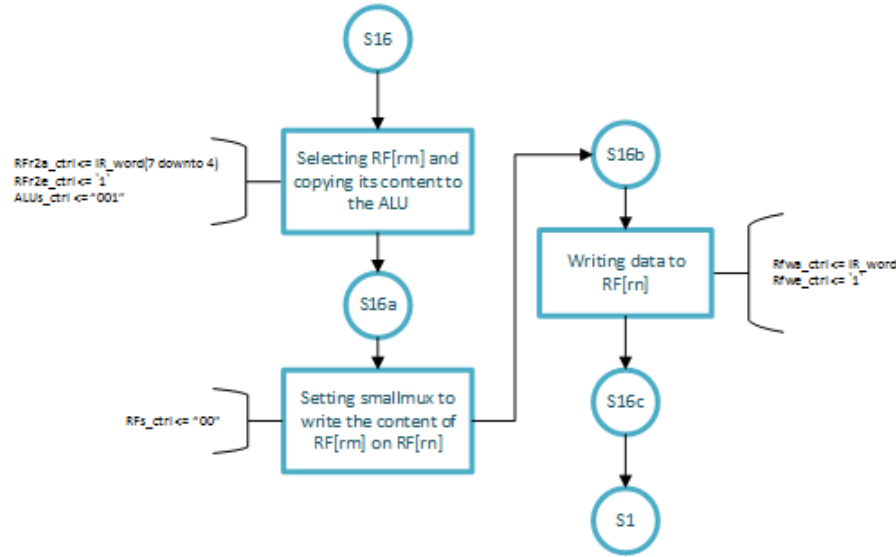 S16
RFr2a_ctrl <= IR_word(7 downto 4)
RFr2e_ctrl <= `1`
ALUs_ctrl <= “001”
Selecting RF[rm] and
copying its content to
the ALU
S16a
RFs_ctrl <= “00”
Setting smallmux to
write the content of
RF[rm] on RF[rn]
S16b
Writing data to
RF[rn]
Rfwa_ctrl <= IR_word
Rfwe_ctrl <= `1`
S16c
S1